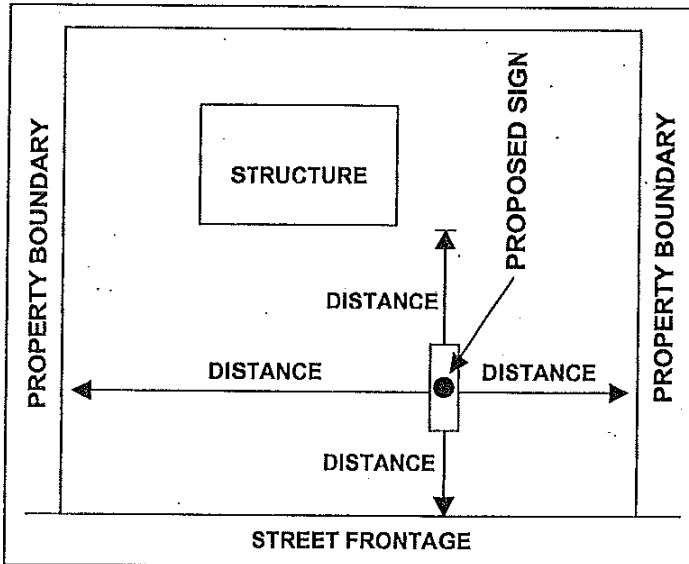 PROPERTY BOUNDARY
STRUCTURE
PROPOSED SIGN
PROPERTY BOUNDARY
DISTANCE
DISTANCE
DISTANCE
DISTANCE
STREET FRONTAGE